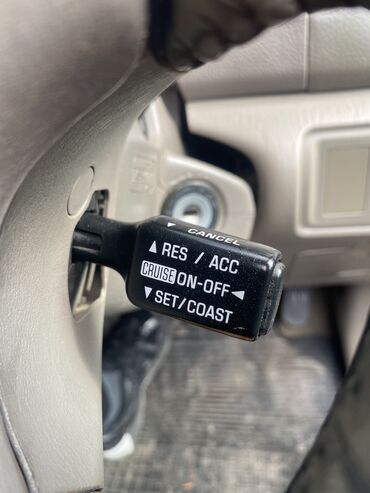 ▼ CANCEL
▲ RES / ACC
CRUISE ON-OFF ◄
▼ SET/COAST